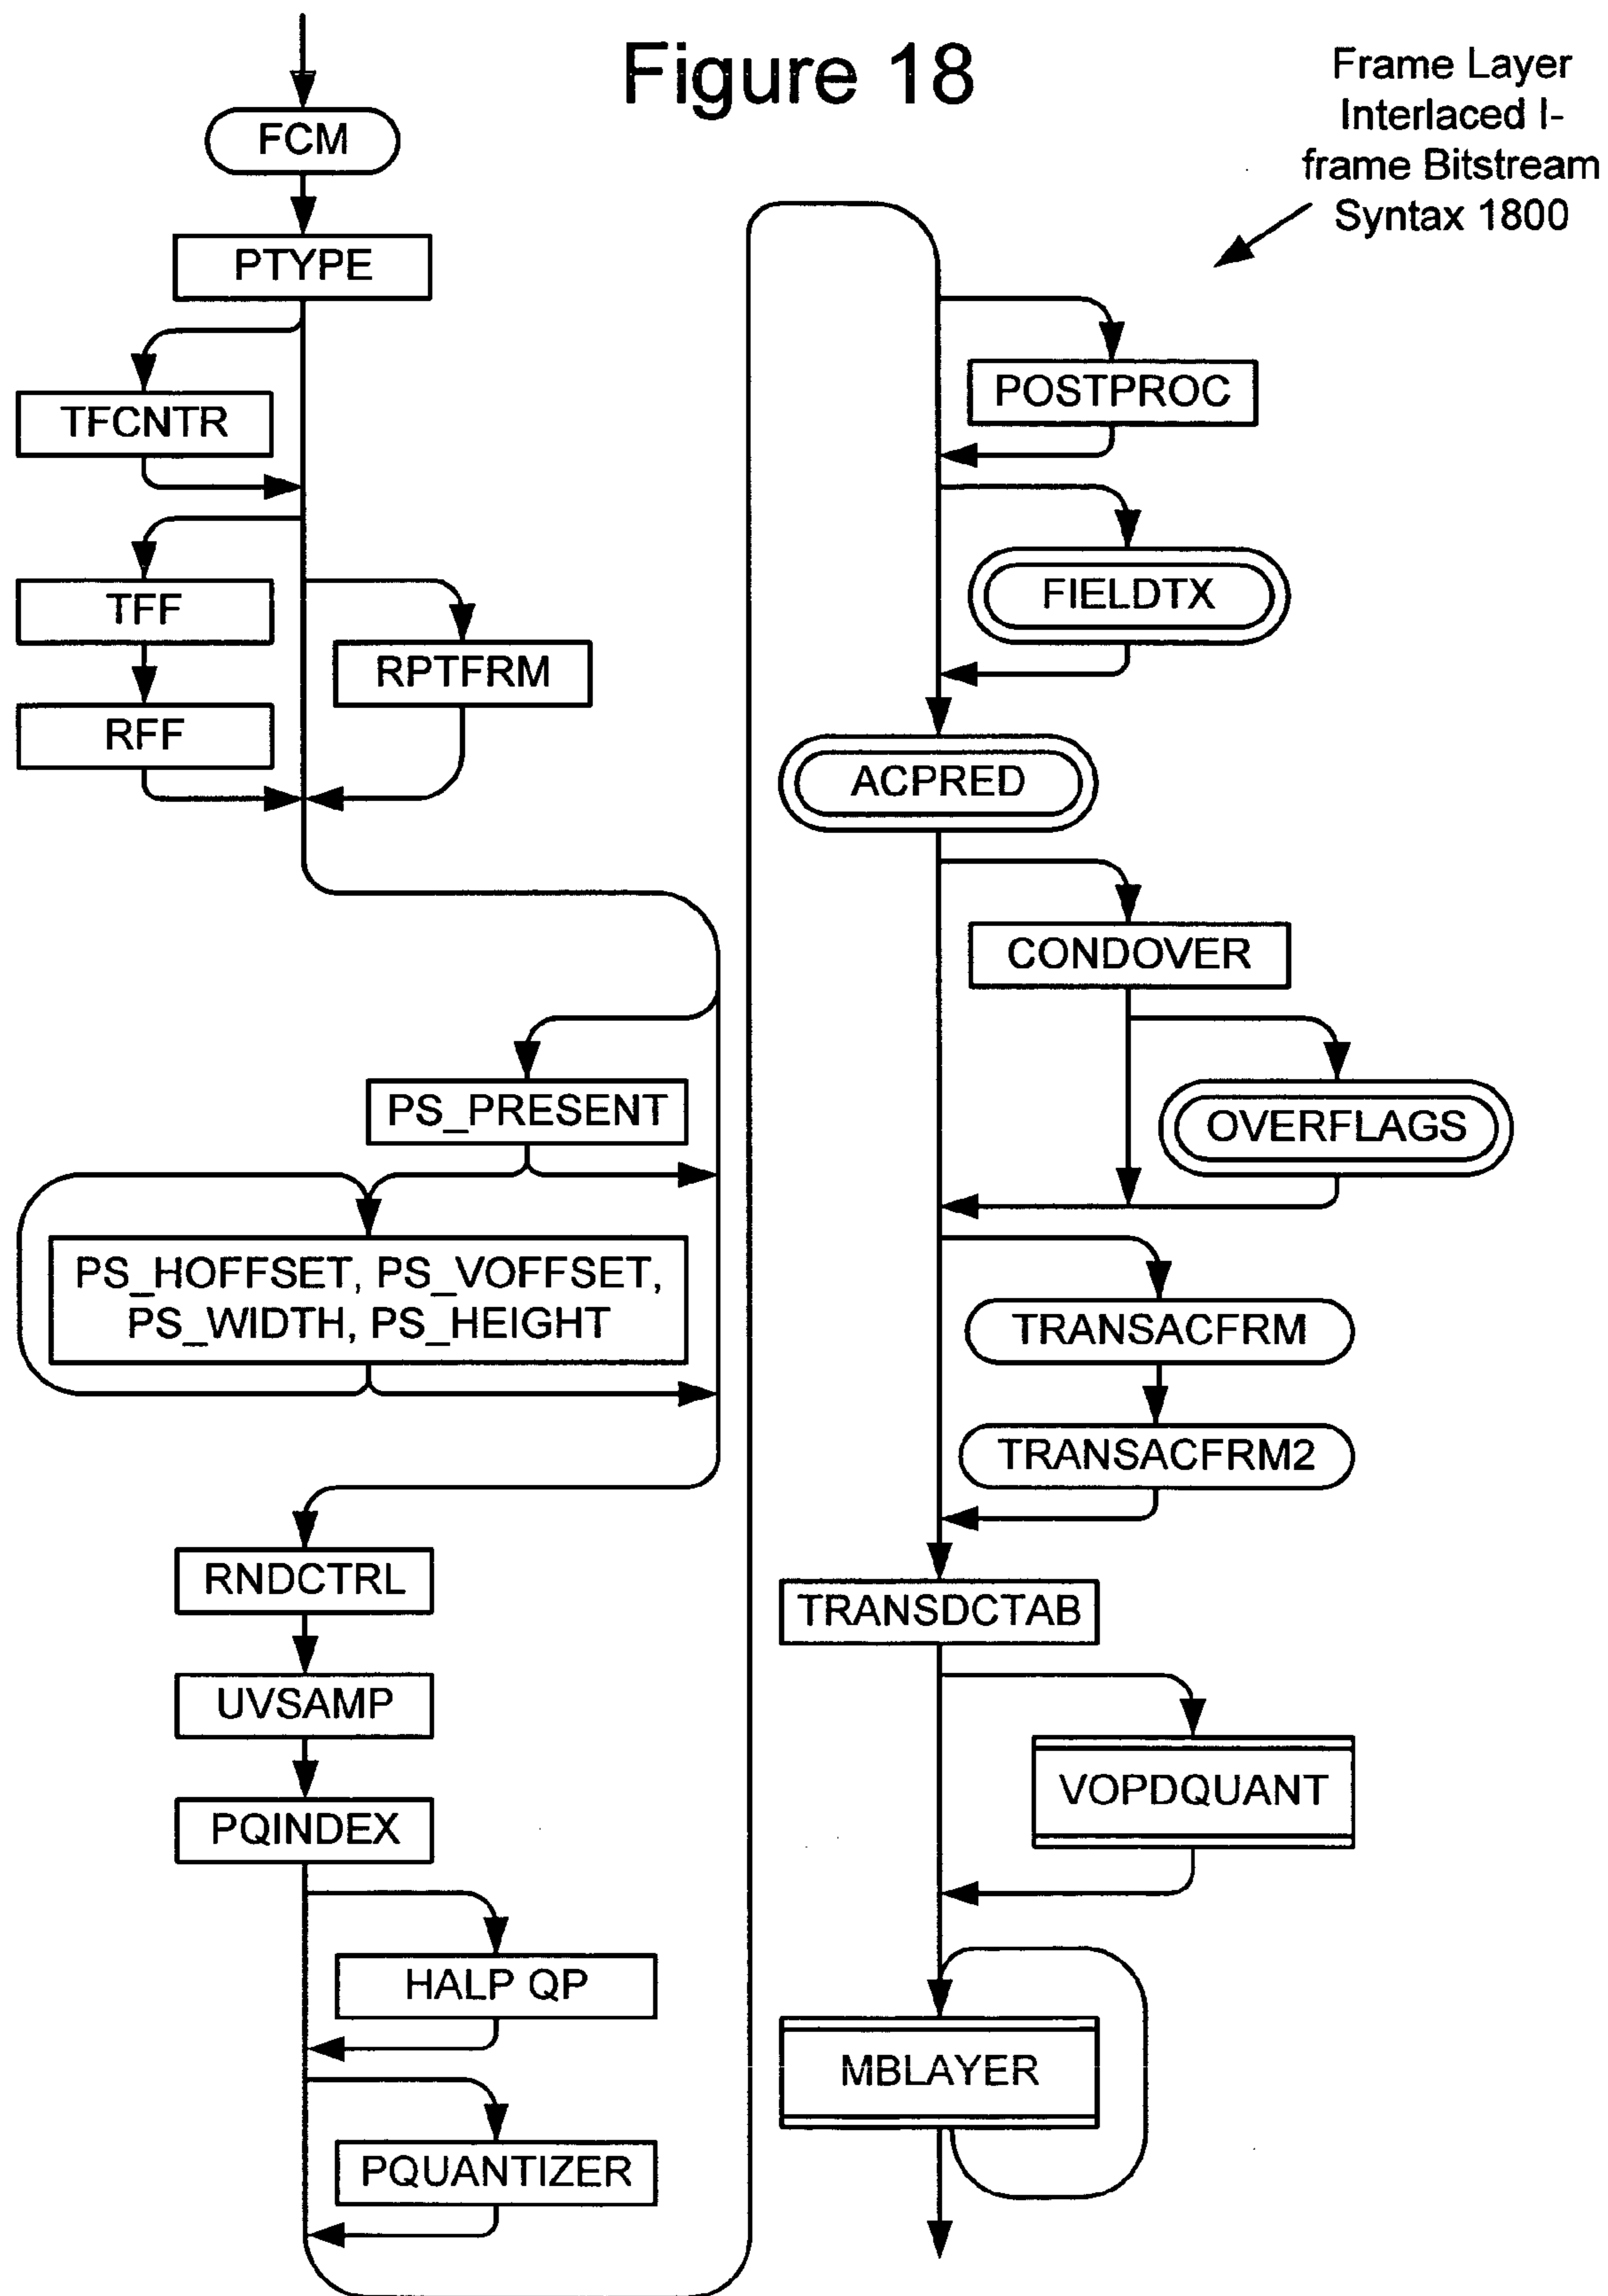 Figure 18
Frame Layer
Interlaced I-
frame Bitstream
Syntax 1800
FCM
PTYPE
TFCNTR
TFF
RPTFRM
RFF
PS_PRESENT
PS_HOFFSET, PS_VOFFSET,
PS_WIDTH, PS_HEIGHT
RNDCTRL
UVSAMP
PQINDEX
HALP QP
PQUANTIZER
POSTPROC
FIELDTX
ACPRED
CONDOVER
OVERFLAGS
TRANSACFRM
TRANSACFRM2
TRANSDCTAB
VOPDQUANT
MBLAYER